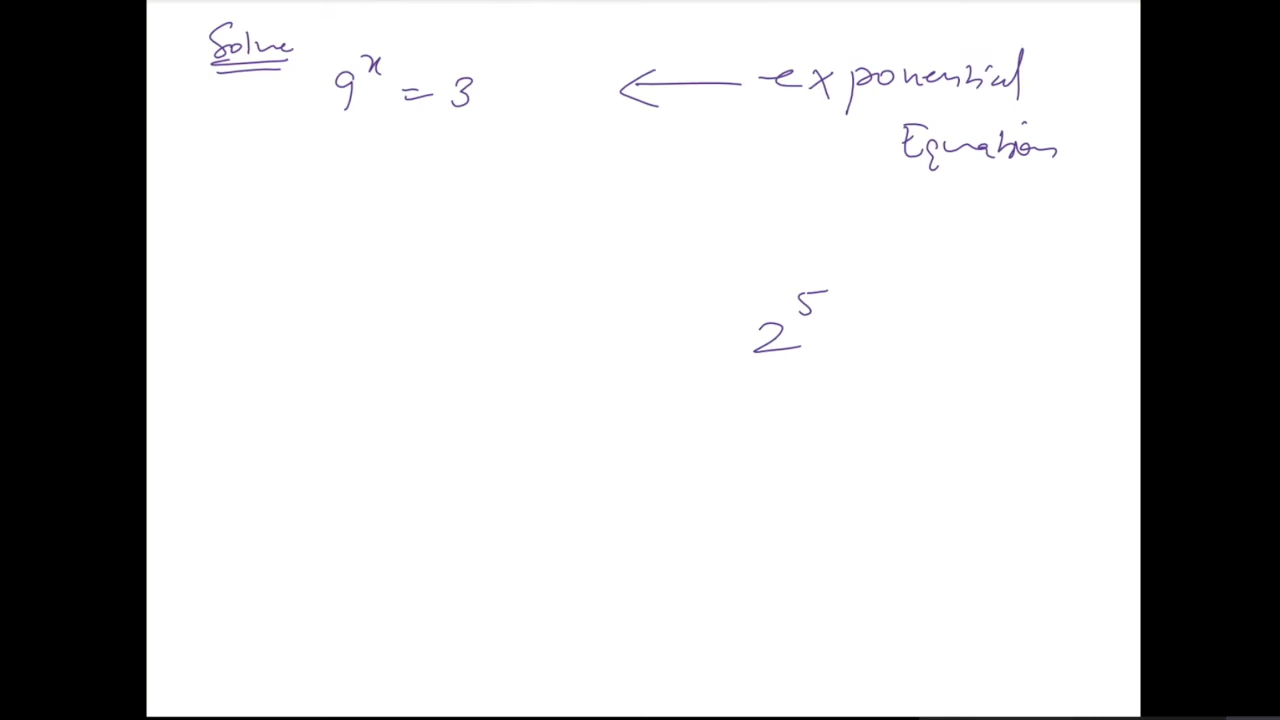 Solve
9^x = 3 ← exponential
Equation
2^5